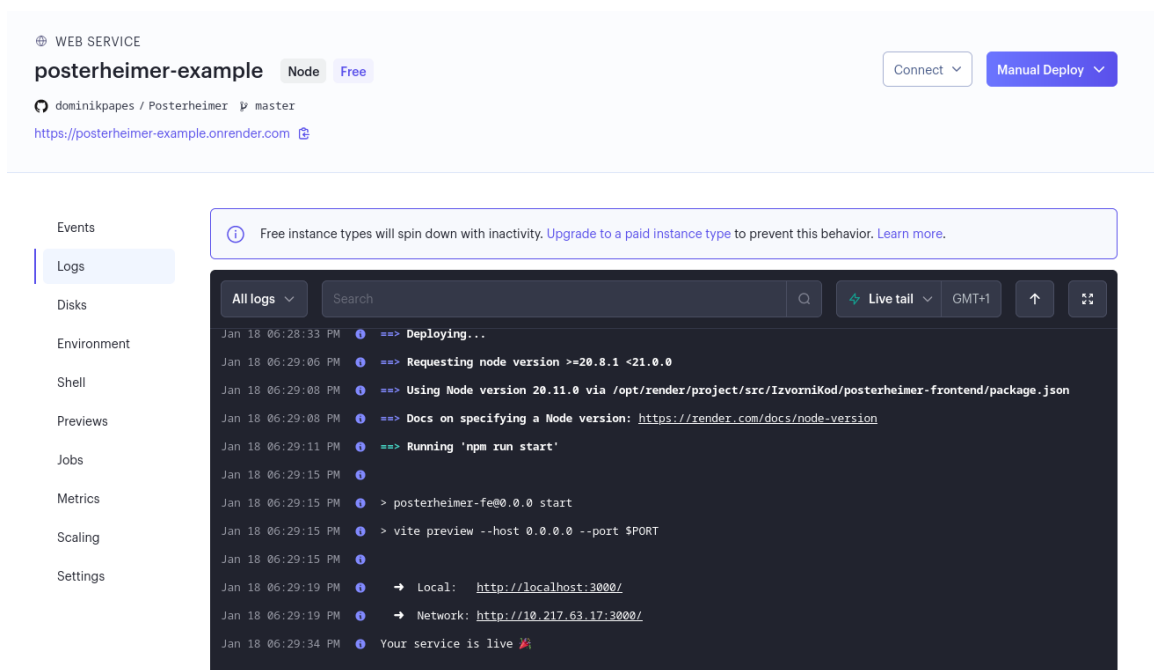 WEB SERVICE
posterheimer-example Node Free
Connect Manual Deploy
dominikpapes / Posterheimer master
https://posterheimer-example.onrender.com
Events
Logs
Disks
Environment
Shell
Previews
Jobs
Metrics
Scaling
Settings
Free instance types will spin down with inactivity. Upgrade to a paid instance type to prevent this behavior. Learn more.
All logs Search Live tail GMT+1
Jan 18 06:28:33 PM ==> Deploying...
Jan 18 06:29:06 PM ==> Requesting node version >=20.8.1 <21.0.0
Jan 18 06:29:08 PM ==> Using Node version 20.11.0 via /opt/render/project/src/IzvorniKod/posterheimer-frontend/package.json
Jan 18 06:29:08 PM ==> Docs on specifying a Node version: https://render.com/docs/node-version
Jan 18 06:29:11 PM ==> Running 'npm run start'
Jan 18 06:29:15 PM
Jan 18 06:29:15 PM > posterheimer-fe@0.0.0 start
Jan 18 06:29:15 PM > vite preview --host 0.0.0.0 --port $PORT
Jan 18 06:29:15 PM
Jan 18 06:29:19 PM ➜ Local: http://localhost:3000/
Jan 18 06:29:19 PM ➜ Network: http://10.217.63.17:3000/
Jan 18 06:29:34 PM Your service is live 🎉